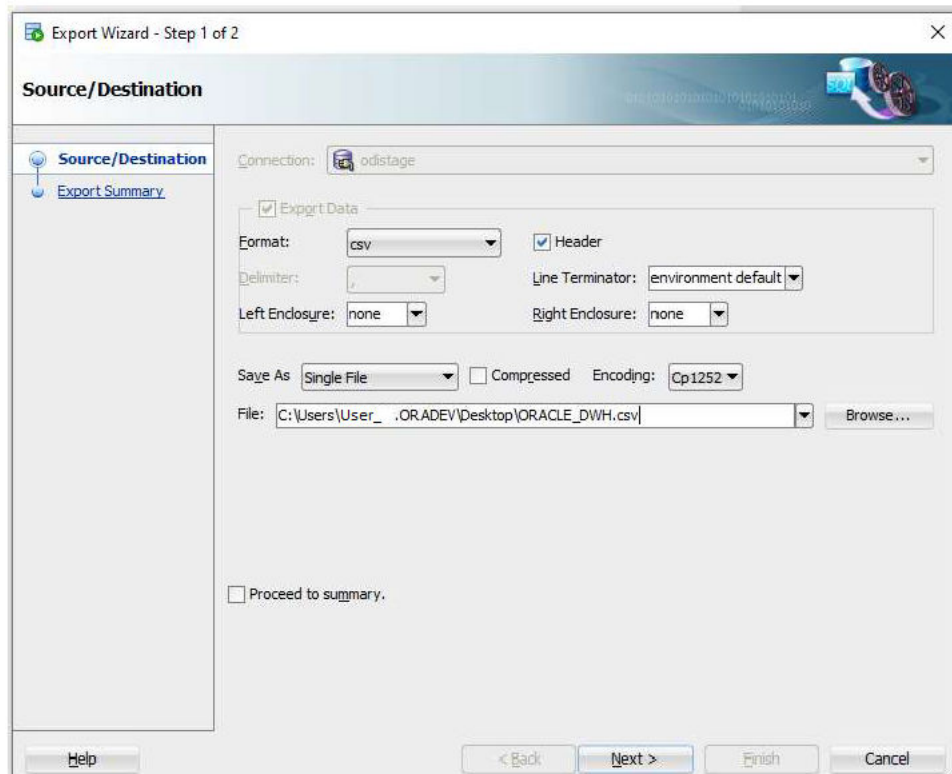 Export Wizard - Step 1 of 2
Source/Destination
SQL
Source/Destination
Export Summary
Connection: odistage
Export Data
Format: csv Header
Delimiter: , Line Terminator: environment default
Left Enclosure: none Right Enclosure: none
Save As Single File Compressed Encoding: Cp1252
File: C:\Users\User_ .ORADEV\Desktop\ORACLE_DWH.csv Browse...
Proceed to summary.
Help < Back Next > Finish Cancel